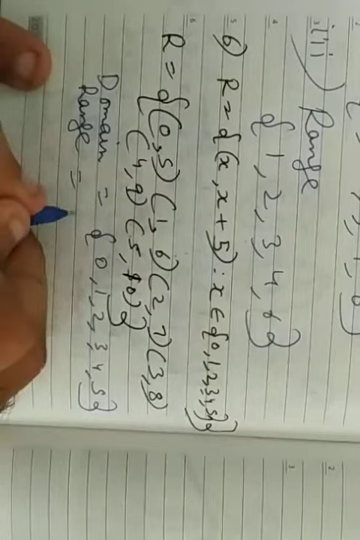 iii) Range
{1, 2, 3, 4, 6}
6) R = {(x, x + 5) : x ∈ {0, 1, 2, 3, 4, 5}}
R = {(0, 5) (1, 6) (2, 7) (3, 8)
(4, 9) (5, 10)}
Domain = {0, 1, 2, 3, 4, 5}
Range =